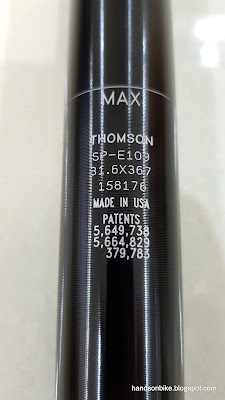 MAX
THOMSON
SP-E109
31.6X367
158176
MADE IN USA
PATENTS
5,649,738
5,664,829
379,783
handsonbike.blogspot.com